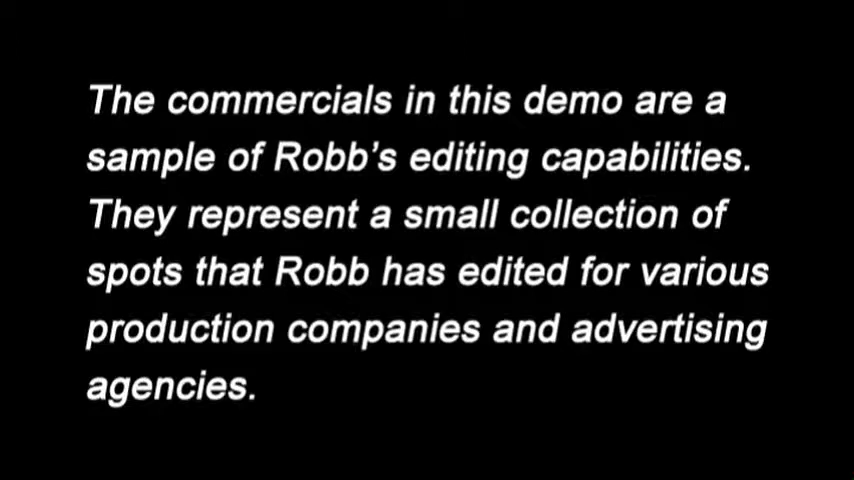 The commercials in this demo are a
sample of Robb’s editing capabilities.
They represent a small collection of
spots that Robb has edited for various
production companies and advertising
agencies.